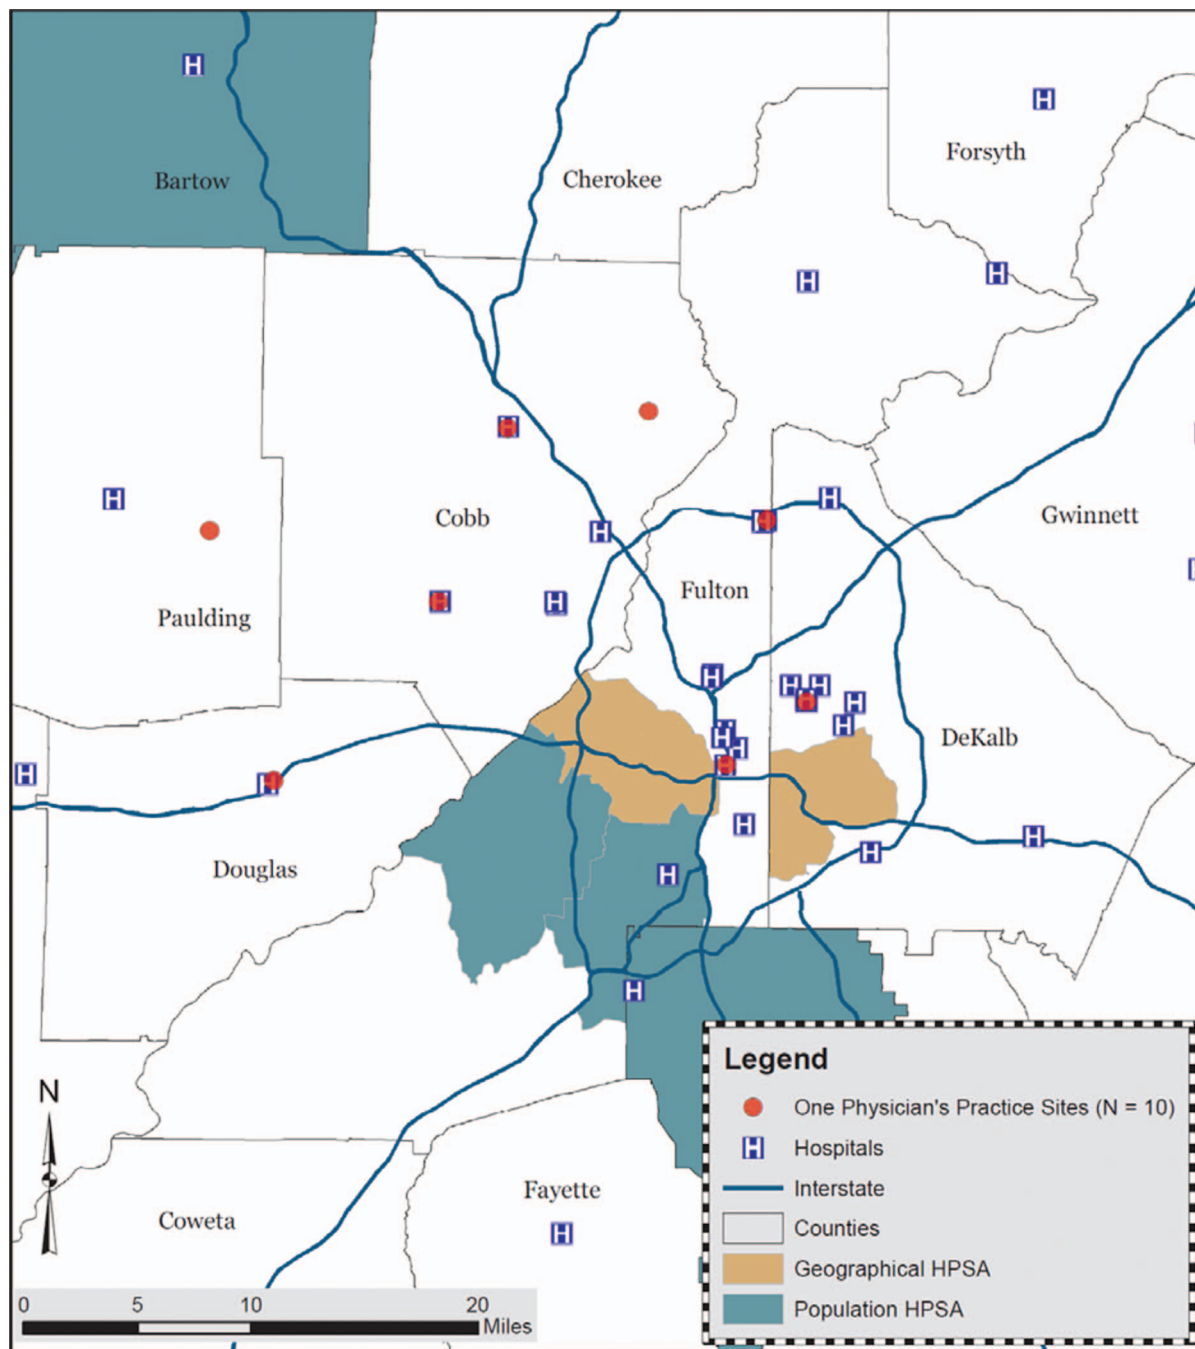 H
Bartow
Cherokee
H
Forsyth
H
H
H
H
Cobb
H
H
H
Gwinnett
H
Paulding
H
H
Fulton
H
H
H
H
H
H
DeKalb
H
H
H
H
H
H
H
H
H
H
Douglas
H
H
Fayette
Coweta
H
N
0 5 10 20
Miles
Legend
One Physician's Practice Sites (N = 10)
H Hospitals
Interstate
Counties
Geographical HPSA
Population HPSA